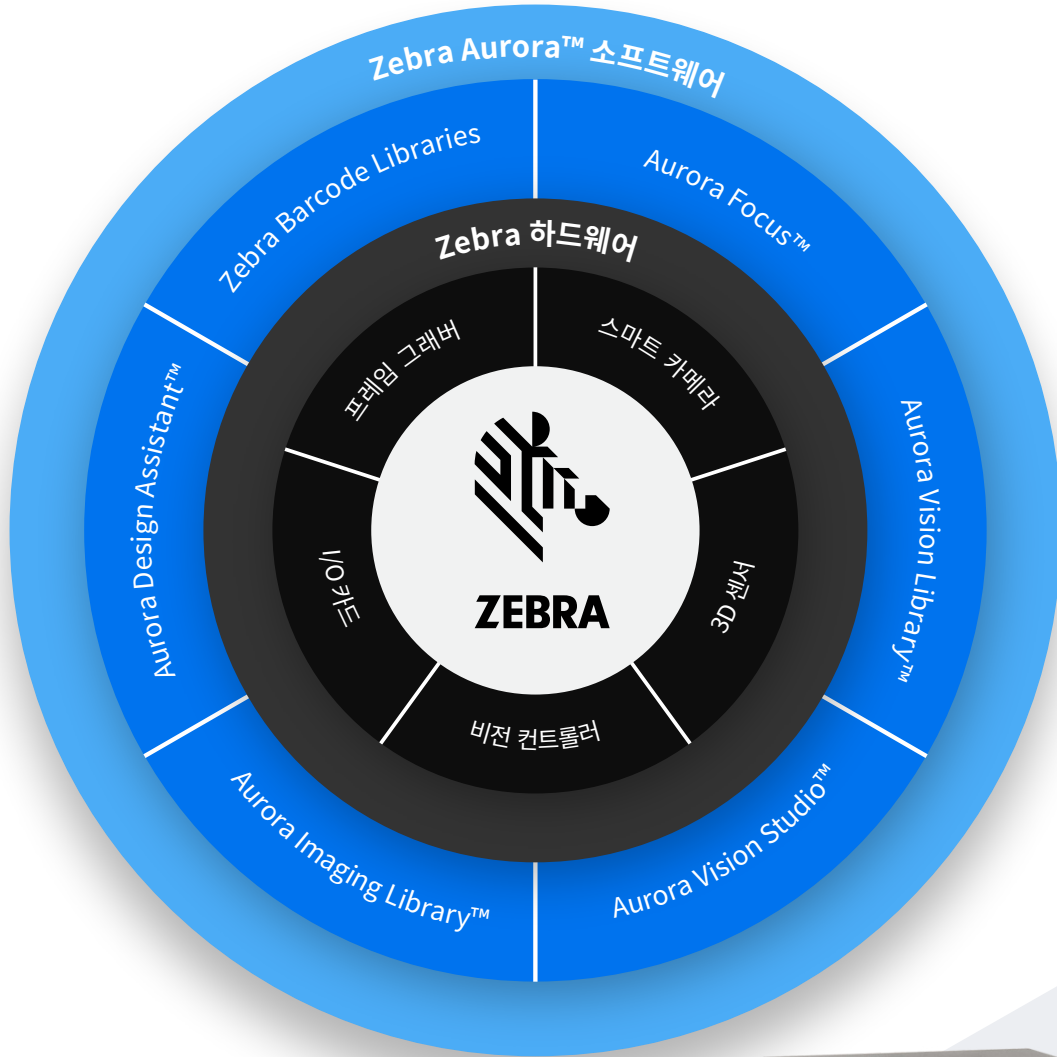 Zebra Aurora™ 소프트웨어
Zebra Barcode Libraries
Aurora Focus™
Aurora Vision Library™
Aurora Vision Studio™
Aurora Imaging Library™
Aurora Design Assistant™
Zebra 하드웨어
프레임 그래버
스마트 카메라
3D 센서
비전 컨트롤러
I/O 카드
ZEBRA